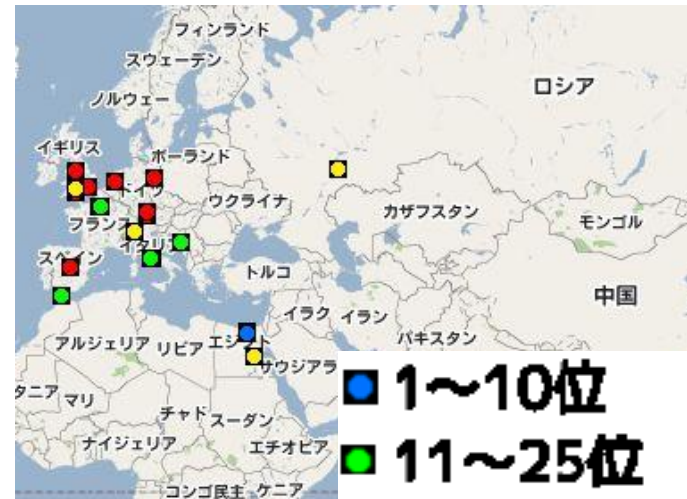 フィンランド
スウェーデン
ロシア
ノルウェー
イギリス
ポーランド
ドイツ
ウクライナ
カザフスタン
モンゴル
フランス
イタリア
スペイン
トルコ
中国
イラク イラン
アルジェリア リビア エジプト
パキスタン
サウジアラ
タニア マリ
1〜10位
チャド スーダン
ナイジェリア
エチオピア
11〜25位
コンゴ民主 ケニア